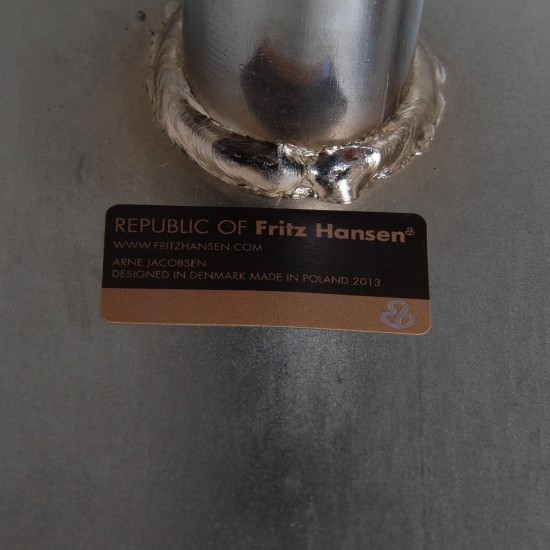 REPUBLIC OF Fritz Hansen
WWW.FRITZHANSEN.COM
ARNE JACOBSEN
DESIGNED IN DENMARK MADE IN POLAND 2013